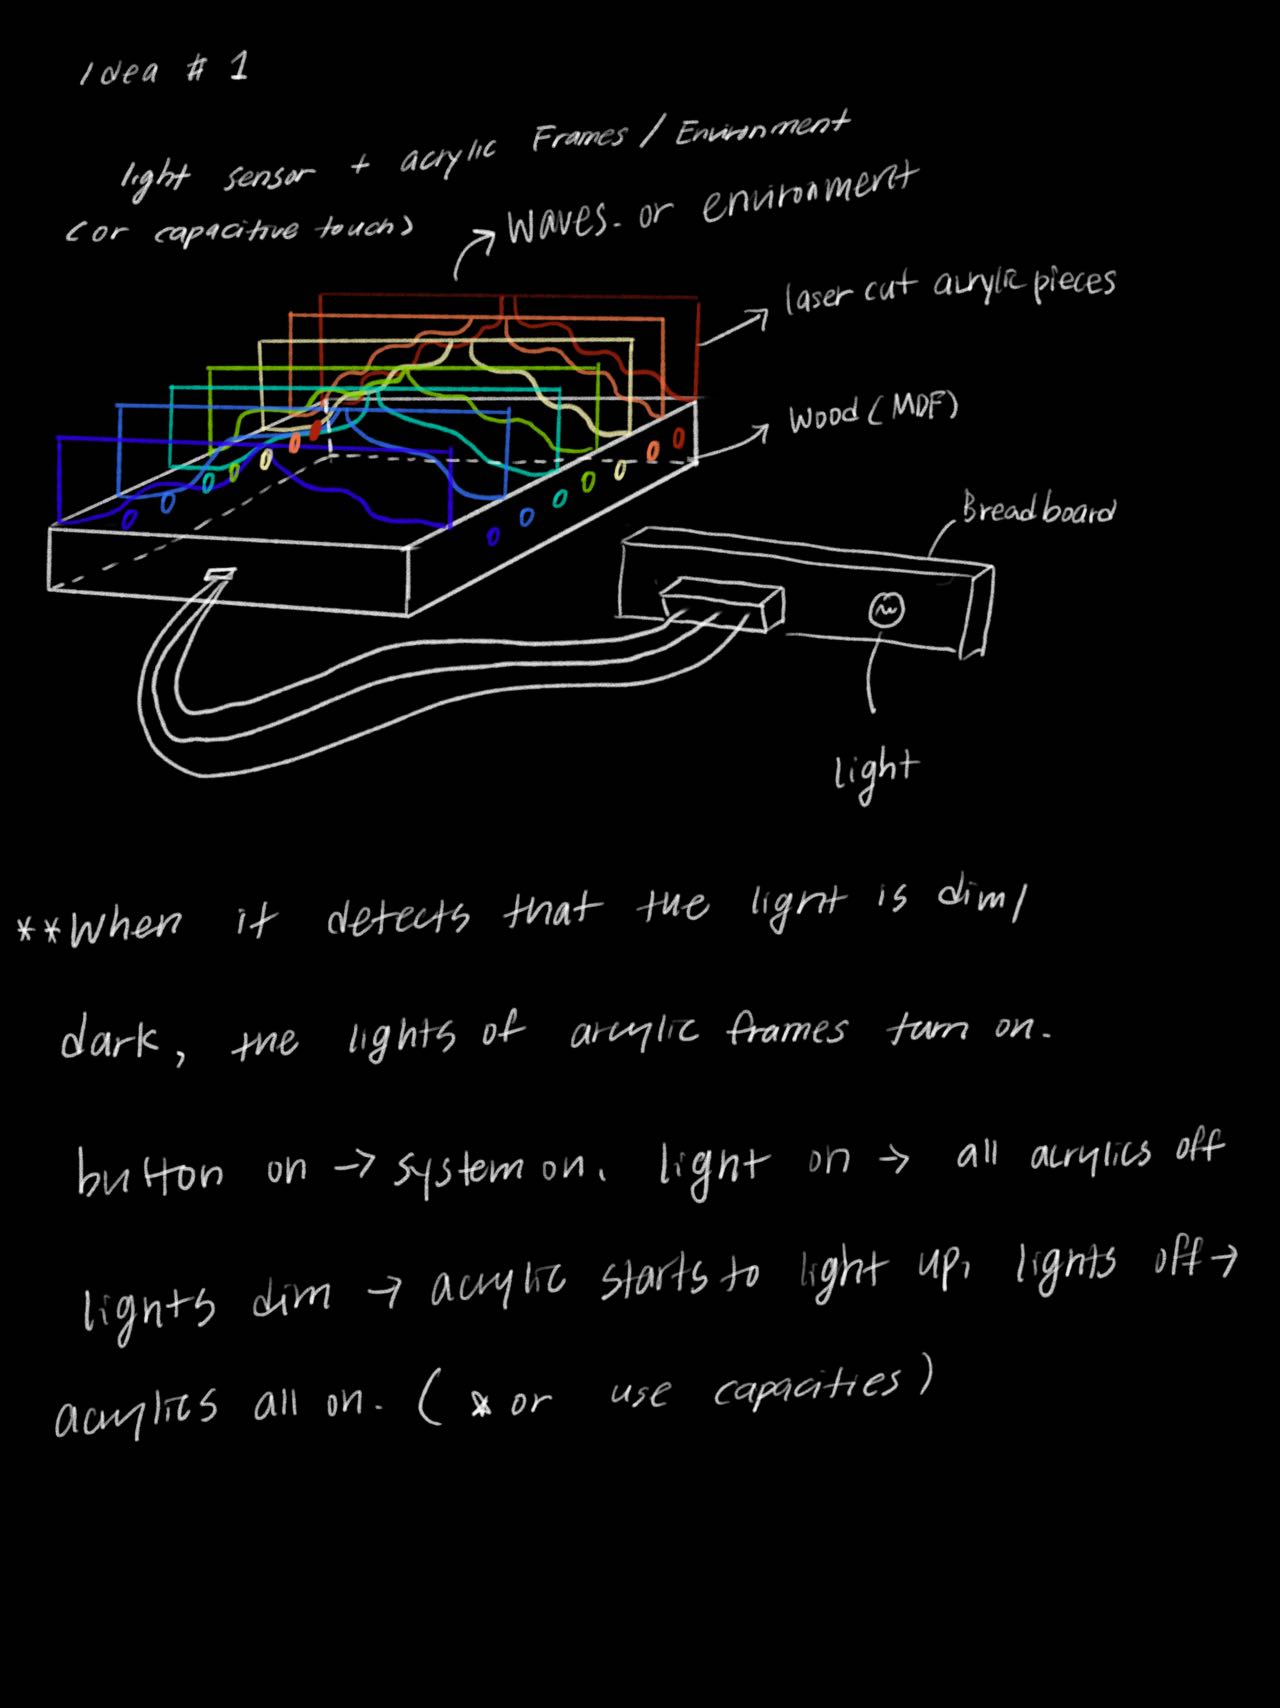 Idea # 1
light sensor + acrylic Frames / Environment
(or capacitive touch)
waves. or environment
laser cut acrylic pieces
Wood (MDF)
Breadboard
light
**When it detects that the light is dim/
dark, the lights of arcylic frames turn on.
button on → system on. light on → all acrylics off
lights dim → acrylic starts to light up, lights off →
acrylics all on. (* or use capacities)